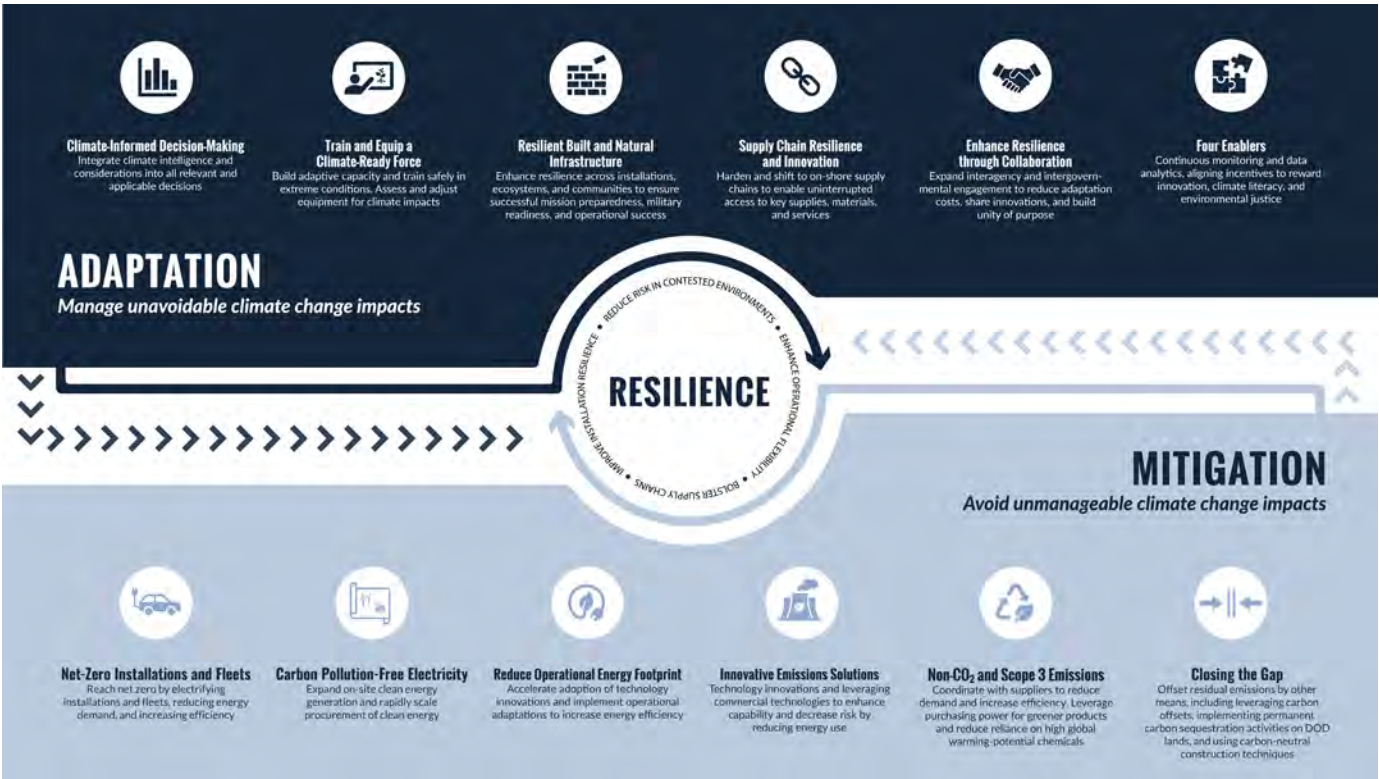 Climate-Informed Decision-Making
Integrate climate intelligence and
considerations into all relevant and
applicable decisions
Train and Equip a
Climate-Ready Force
Build adaptive capacity and train safely in
extreme conditions. Assess and adjust
equipment for climate impacts
Resilient Built and Natural
Infrastructure
Enhance resilience across installations,
ecosystems, and communities to ensure
successful mission preparedness, military
readiness, and operational success
Supply Chain Resilience
and Innovation
Harden and shift to on-shore supply
chains to enable uninterrupted
access to key supplies, materials,
and services
Enhance Resilience
through Collaboration
Expand interagency and intergovern-
mental engagement to reduce adaptation
costs, share innovations, and build
unity of purpose
Four Enablers
Continuous monitoring and data
analytics, aligning incentives to reward
innovation, climate literacy, and
environmental justice
ADAPTATION
Manage unavoidable climate change impacts
REDUCE RISK IN CONTESTED ENVIRONMENTS •
ENHANCE OPERATIONAL FLEXIBILITY •
BOLSTER SUPPLY CHAINS •
IMPROVE INSTALLATION RESILIENCE •
RESILIENCE
MITIGATION
Avoid unmanageable climate change impacts
Net-Zero Installations and Fleets
Reach net zero by electrifying
installations and fleets, reducing energy
demand, and increasing efficiency
Carbon Pollution-Free Electricity
Expand on-site clean energy
generation and rapidly scale
procurement of clean energy
Reduce Operational Energy Footprint
Accelerate adoption of technology
innovations and implement operational
adaptations to increase energy efficiency
Innovative Emissions Solutions
Technology innovations and leveraging
commercial technologies to enhance
capability and decrease risk by
reducing energy use
Non-CO₂ and Scope 3 Emissions
Coordinate with suppliers to reduce
demand and increase efficiency. Leverage
purchasing power for greener products
and reduce reliance on high global
warming-potential chemicals
Closing the Gap
Offset residual emissions by other
means, including leveraging carbon
offsets, implementing permanent
carbon sequestration activities on DOD
lands, and using carbon-neutral
construction techniques